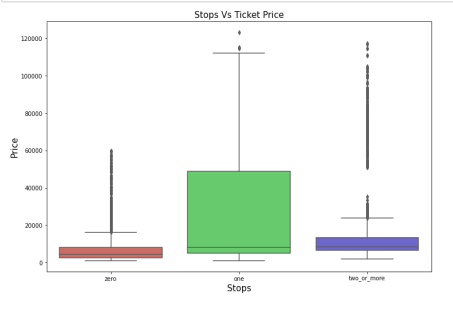 Stops Vs Ticket Price
120000
100000
80000
60000
40000
20000
0
Price
zero
one
two_or_more
Stops